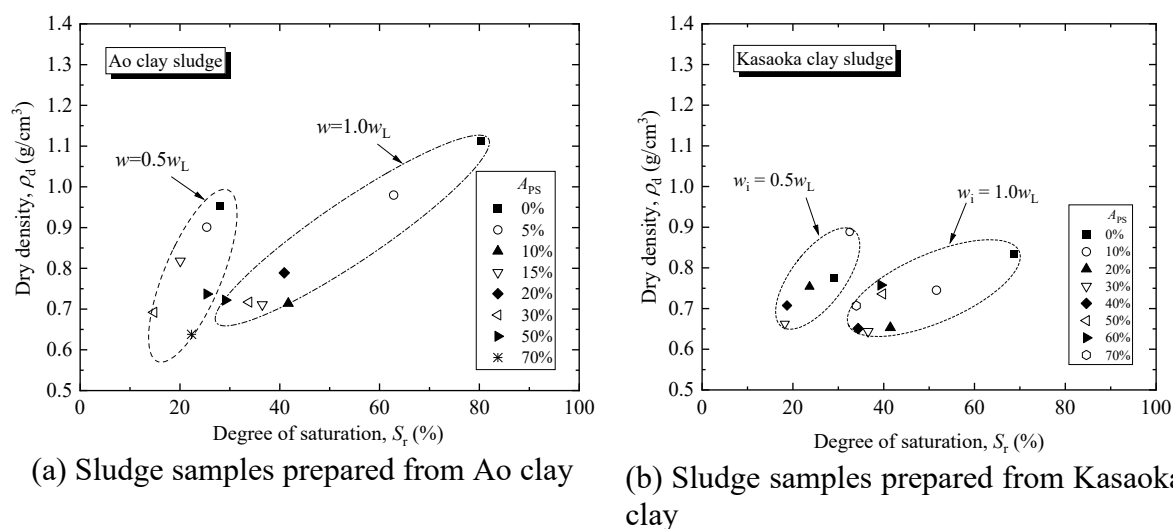 1.4
1.3
1.2
1.1
1.0
0.9
0.8
0.7
0.6
0.5
Dry density, ρd (g/cm³)
Ao clay sludge
w=0.5wL
w=1.0wL
APS
0%
5%
10%
15%
20%
30%
50%
70%
0 20 40 60 80 100
Degree of saturation, Sr (%)
(a) Sludge samples prepared from Ao clay
1.4
1.3
1.2
1.1
1.0
0.9
0.8
0.7
0.6
0.5
Dry density, ρd (g/cm³)
Kasaoka clay sludge
wi = 0.5wL
wi = 1.0wL
APS
0%
10%
20%
30%
40%
50%
60%
70%
0 20 40 60 80 100
Degree of saturation, Sr (%)
(b) Sludge samples prepared from Kasaoka
clay